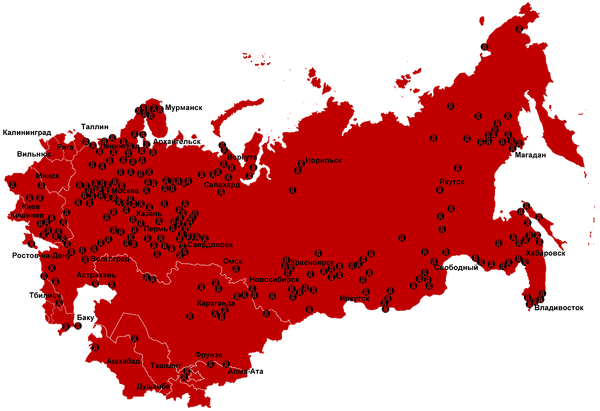 Мурманск
Таллин
Калининград
Рига
Архангельск
Вильнюс
Воркута
Норильск
Магадан
Минск
Салехард
Якутск
Москва
Киев
Казань
Кишинев
Пермь
Свердловск
Хабаровск
Ростов-на-Дону
Волгоград
Омск
Красноярск
Свободный
Астрахань
Новосибирск
Тбилиси
Караганда
Иркутск
Владивосток
Баку
Фрунзе
Ашхабад
Ташкент
Алма-Ата
Душанбе